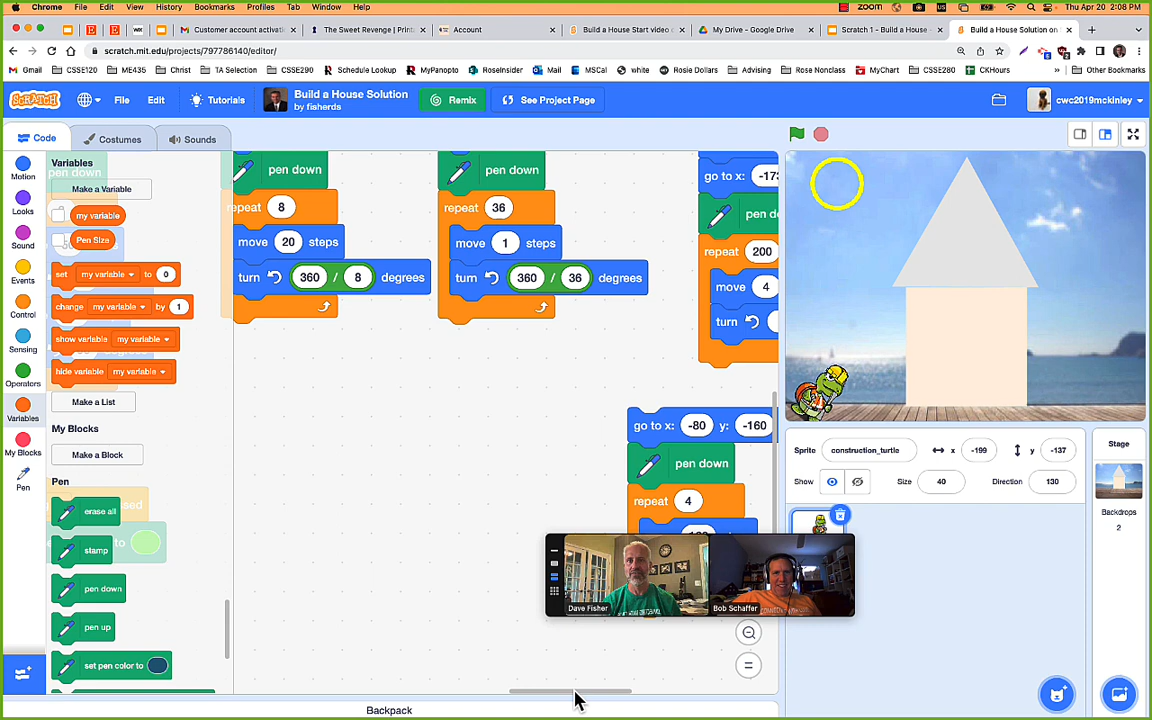 Chrome File Edit View History Bookmarks Profiles Tab Window Help
zoom
US
Thu Apr 20 2:08 PM
Customer account activati
The Sweet Revenge | Print
Account
Build a House Start video o
My Drive - Google Drive
Scratch 1 - Build a House -
Build a House Solution on S
scratch.mit.edu/projects/797786140/editor/
Gmail CSSE120 ME435 Christ TA Selection CSSE290 Schedule Lookup MyPanopto RoseInsider Mail MSCal white Rosie Dollars Advising Rose Nonclass MyChart CSSE280 CKHours » Other Bookmarks
SCRATCH File Edit Tutorials
Build a House Solution
by fisherds
Remix
See Project Page
cwc2019mckinley
Code Costumes Sounds
Motion
Looks
Sound
Events
Control
Sensing
Operators
Variables
My Blocks
Pen
Variables
pen down
Make a Variable
my variable
Pen Size
set my variable to 0
change my variable by 1
show variable my variable
hide variable my variable
Make a List
My Blocks
Make a Block
Pen
erase all
stamp
pen down
pen up
set pen color to
pen down
epeat 8
move 20 steps
turn 360 / 8 degrees
pen down
repeat 36
move 1 steps
turn 360 / 36 degrees
go to x: -173
pen do
repeat 200
move 4
turn
go to x: -80 y: -160
pen down
repeat 4
Dave Fisher
Bob Schaffer
Backpack
Sprite construction_turtle x -199 y -137
Show Size 40 Direction 130
Stage
Backdrops
2